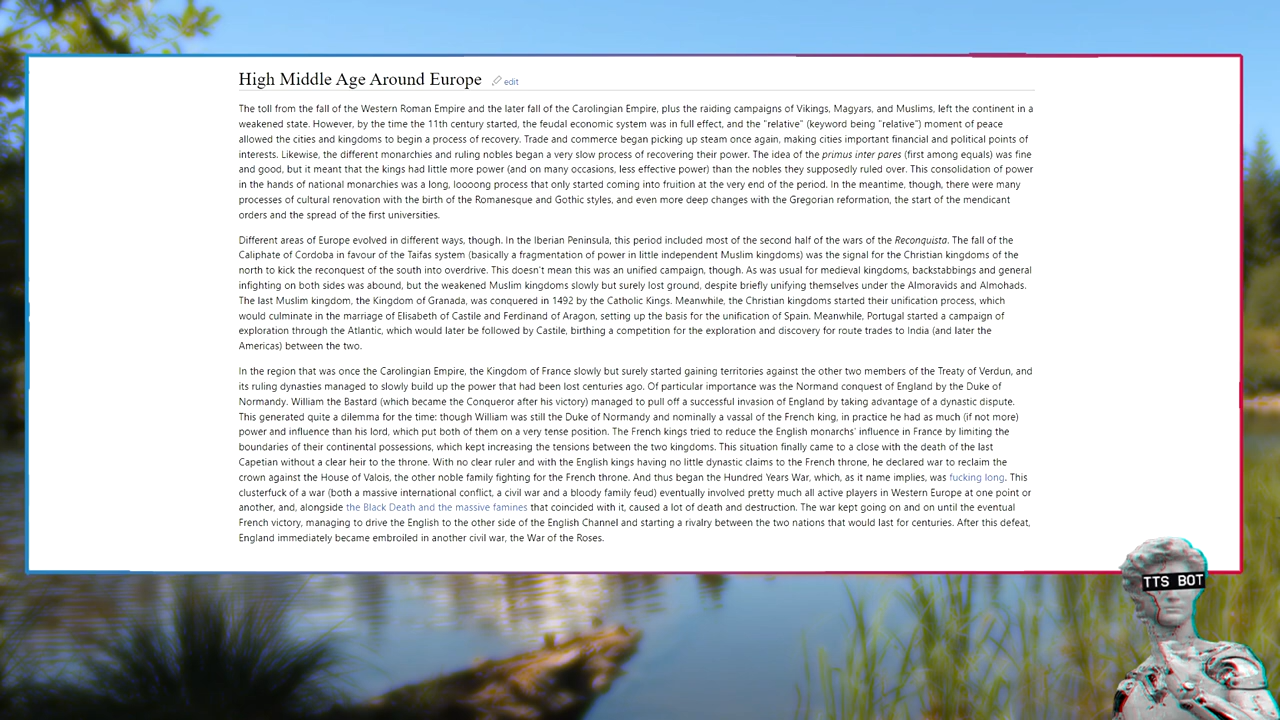 High Middle Age Around Europe edit
The toll from the fall of the Western Roman Empire and the later fall of the Carolingian Empire, plus the raiding campaigns of Vikings, Magyars, and Muslims, left the continent in a
weakened state. However, by the time the 11th century started, the feudal economic system was in full effect, and the "relative" (keyword being "relative") moment of peace
allowed the cities and kingdoms to begin a process of recovery. Trade and commerce began picking up steam once again, making cities important financial and political points of
interests. Likewise, the different monarchies and ruling nobles began a very slow process of recovering their power. The idea of the primus inter pares (first among equals) was fine
and good, but it meant that the kings had little more power (and on many occasions, less effective power) than the nobles they supposedly ruled over. This consolidation of power
in the hands of national monarchies was a long, loooong process that only started coming into fruition at the very end of the period. In the meantime, though, there were many
processes of cultural renovation with the birth of the Romanesque and Gothic styles, and even more deep changes with the Gregorian reformation, the start of the mendicant
orders and the spread of the first universities.
Different areas of Europe evolved in different ways, though. In the Iberian Peninsula, this period included most of the second half of the wars of the Reconquista. The fall of the
Caliphate of Cordoba in favour of the Taifas system (basically a fragmentation of power in little independent Muslim kingdoms) was the signal for the Christian kingdoms of the
north to kick the reconquest of the south into overdrive. This doesn't mean this was an unified campaign, though. As was usual for medieval kingdoms, backstabbings and general
infighting on both sides was abound, but the weakened Muslim kingdoms slowly but surely lost ground, despite briefly unifying themselves under the Almoravids and Almohads.
The last Muslim kingdom, the Kingdom of Granada, was conquered in 1492 by the Catholic Kings. Meanwhile, the Christian kingdoms started their unification process, which
would culminate in the marriage of Elisabeth of Castile and Ferdinand of Aragon, setting up the basis for the unification of Spain. Meanwhile, Portugal started a campaign of
exploration through the Atlantic, which would later be followed by Castile, birthing a competition for the exploration and discovery for route trades to India (and later the
Americas) between the two.
In the region that was once the Carolingian Empire, the Kingdom of France slowly but surely started gaining territories against the other two members of the Treaty of Verdun, and
its ruling dynasties managed to slowly build up the power that had been lost centuries ago. Of particular importance was the Normand conquest of England by the Duke of
Normandy. William the Bastard (which became the Conqueror after his victory) managed to pull off a successful invasion of England by taking advantage of a dynastic dispute.
This generated quite a dilemma for the time: though William was still the Duke of Normandy and nominally a vassal of the French king, in practice he had as much (if not more)
power and influence than his lord, which put both of them on a very tense position. The French kings tried to reduce the English monarchs' influence in France by limiting the
boundaries of their continental possessions, which kept increasing the tensions between the two kingdoms. This situation finally came to a close with the death of the last
Capetian without a clear heir to the throne. With no clear ruler and with the English kings having no little dynastic claims to the French throne, he declared war to reclaim the
crown against the House of Valois, the other noble family fighting for the French throne. And thus began the Hundred Years War, which, as it name implies, was fucking long. This
clusterfuck of a war (both a massive international conflict, a civil war and a bloody family feud) eventually involved pretty much all active players in Western Europe at one point or
another, and, alongside the Black Death and the massive famines that coincided with it, caused a lot of death and destruction. The war kept going on and on until the eventual
French victory, managing to drive the English to the other side of the English Channel and starting a rivalry between the two nations that would last for centuries. After this defeat,
England immediately became embroiled in another civil war, the War of the Roses.
TTS BOT